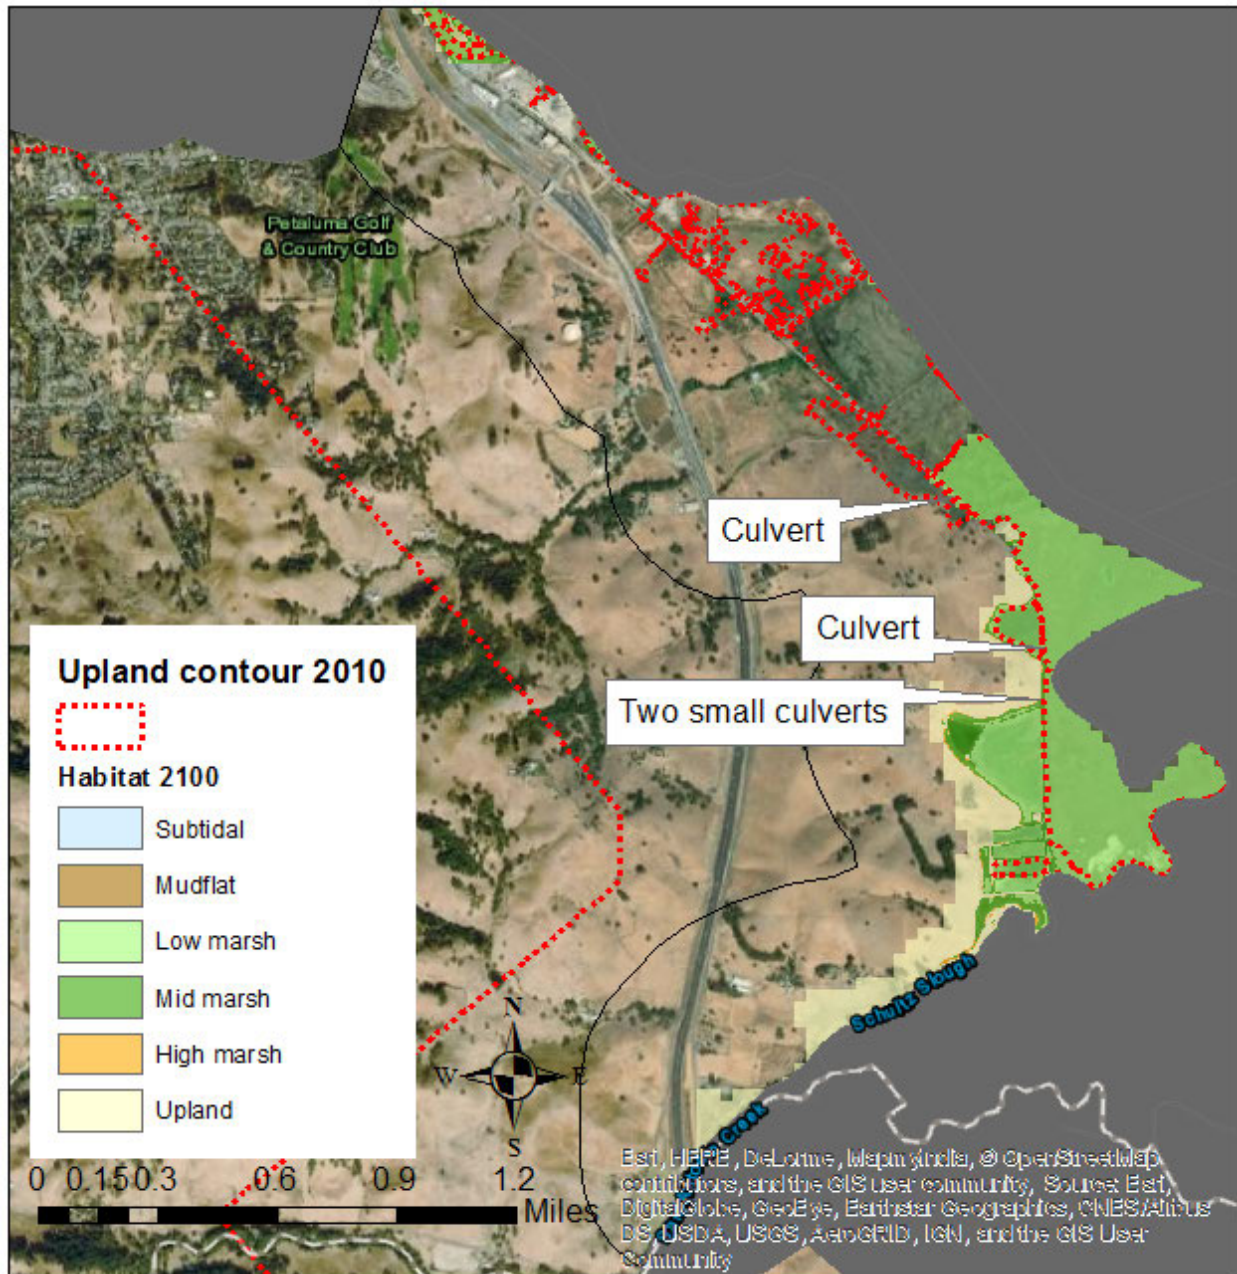 Petaluma Golf
& Country Club
Culvert
Culvert
Two small culverts
Upland contour 2010
Habitat 2100
Subtidal
Mudflat
Low marsh
Mid marsh
High marsh
Upland
Schultz Slough
Creek
N
W E
S
0 0.15 0.3 0.6 0.9 1.2
Miles
Esri, HERE, DeLorme, MapmyIndia, © OpenStreetMap
contributors, and the GIS user community, Source: Esri,
DigitalGlobe, GeoEye, Earthstar Geographics, CNES/Airbus
DS, USDA, USGS, AeroGRID, IGN, and the GIS User
Community